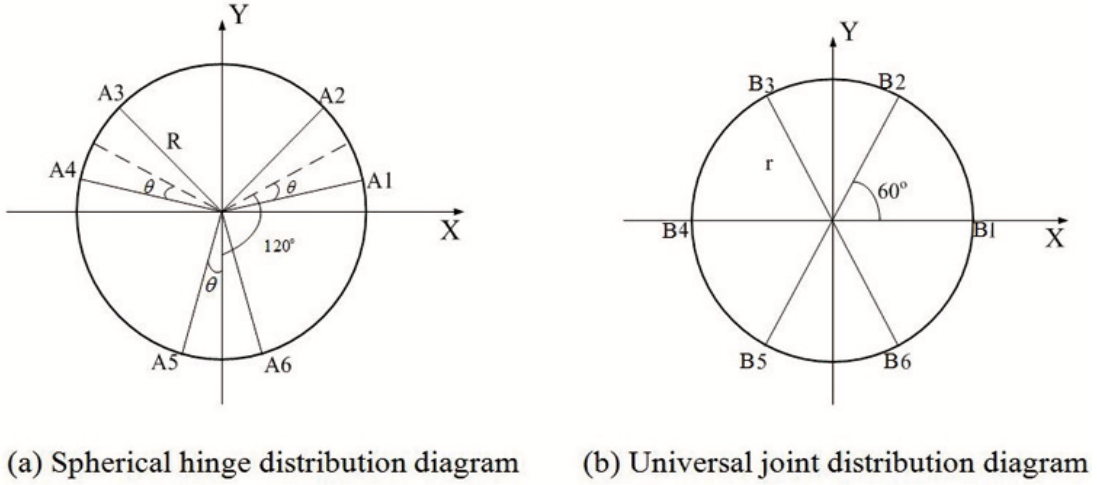 Y
A3
A2
R
A4
θ
θ
A1
X
120°
θ
A5
A6
(a) Spherical hinge distribution diagram
Y
B3
B2
r
60°
B4
B1
X
B5
B6
(b) Universal joint distribution diagram